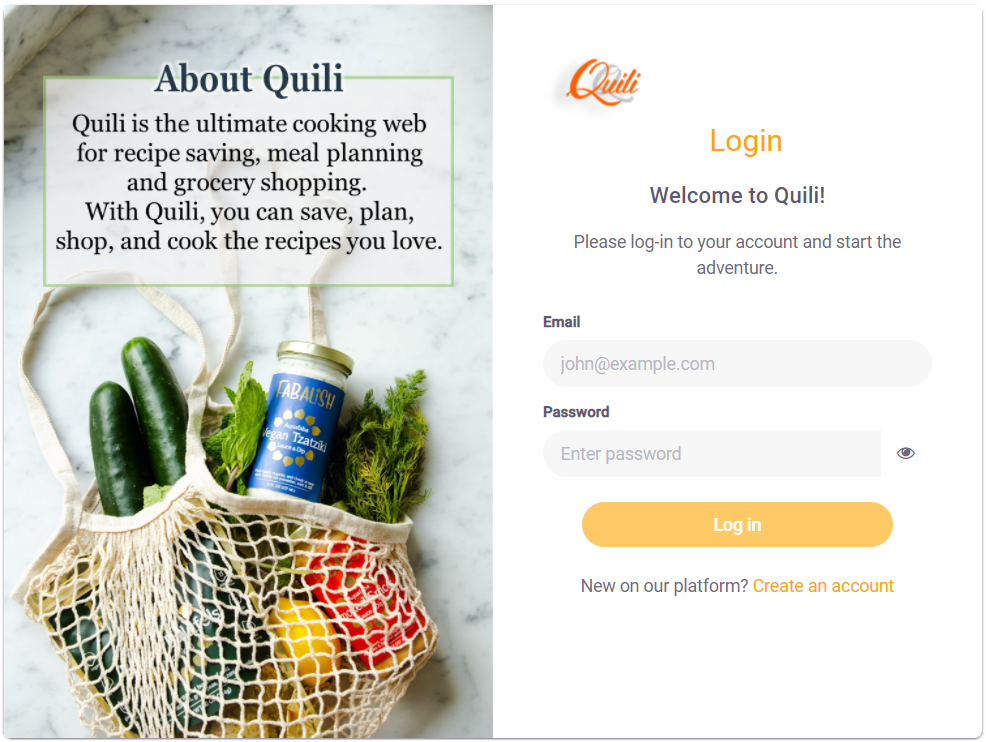 About Quili
Quili is the ultimate cooking web
for recipe saving, meal planning
and grocery shopping.
With Quili, you can save, plan,
shop, and cook the recipes you love.
FABALISH
Aquafaba
Vegan Tzatziki
Sauce & Dip
Quili
Login
Welcome to Quili!
Please log-in to your account and start the
adventure.
Email
john@example.com
Password
Enter password
Log in
New on our platform? Create an account